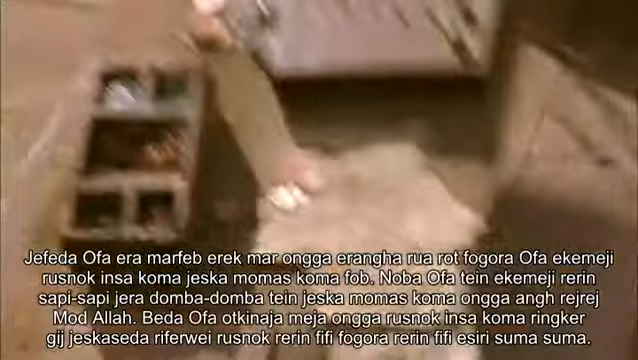 Jefeda Ofa era marfeb erek mar ongga erangha rua rot fogora Ofa ekemeji
rusnok insa koma jeska momas koma fob. Noba Ofa tein ekemeji rerin
sapi-sapi jera domba-domba tein jeska momas koma ongga angh rejrej
Mod Allah. Beda Ofa otkinaja meja ongga rusnok insa koma ringker
gij jeskaseda riferwei rusnok rerin fifi fogora rerin fifi esiri suma suma.